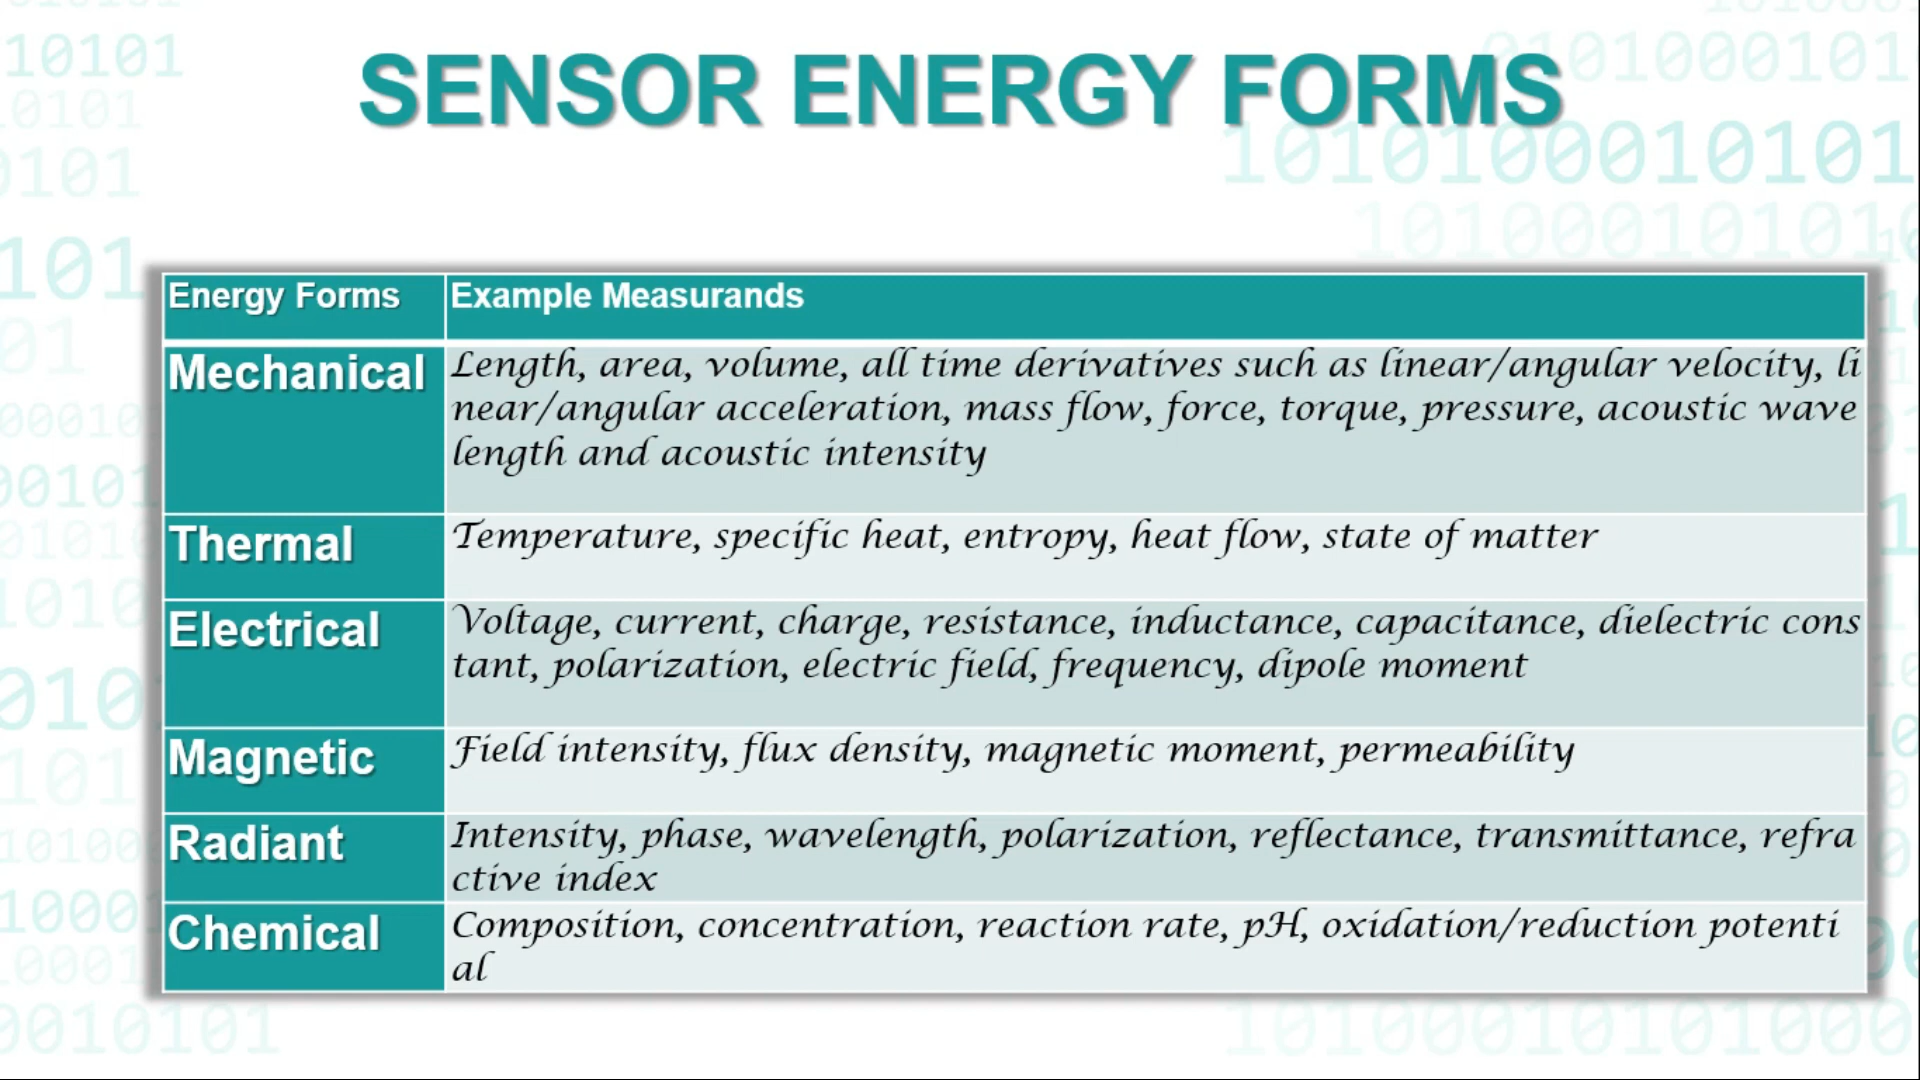 SENSOR ENERGY FORMS
Energy Forms
Example Measurands
Mechanical
Length, area, volume, all time derivatives such as linear/angular velocity, li
near/angular acceleration, mass flow, force, torque, pressure, acoustic wave
length and acoustic intensity
Thermal
Temperature, specific heat, entropy, heat flow, state of matter
Electrical
Voltage, current, charge, resistance, inductance, capacitance, dielectric cons
tant, polarization, electric field, frequency, dipole moment
Magnetic
Field intensity, flux density, magnetic moment, permeability
Radiant
Intensity, phase, wavelength, polarization, reflectance, transmittance, refra
ctive index
Chemical
Composition, concentration, reaction rate, pH, oxidation/reduction potenti
al